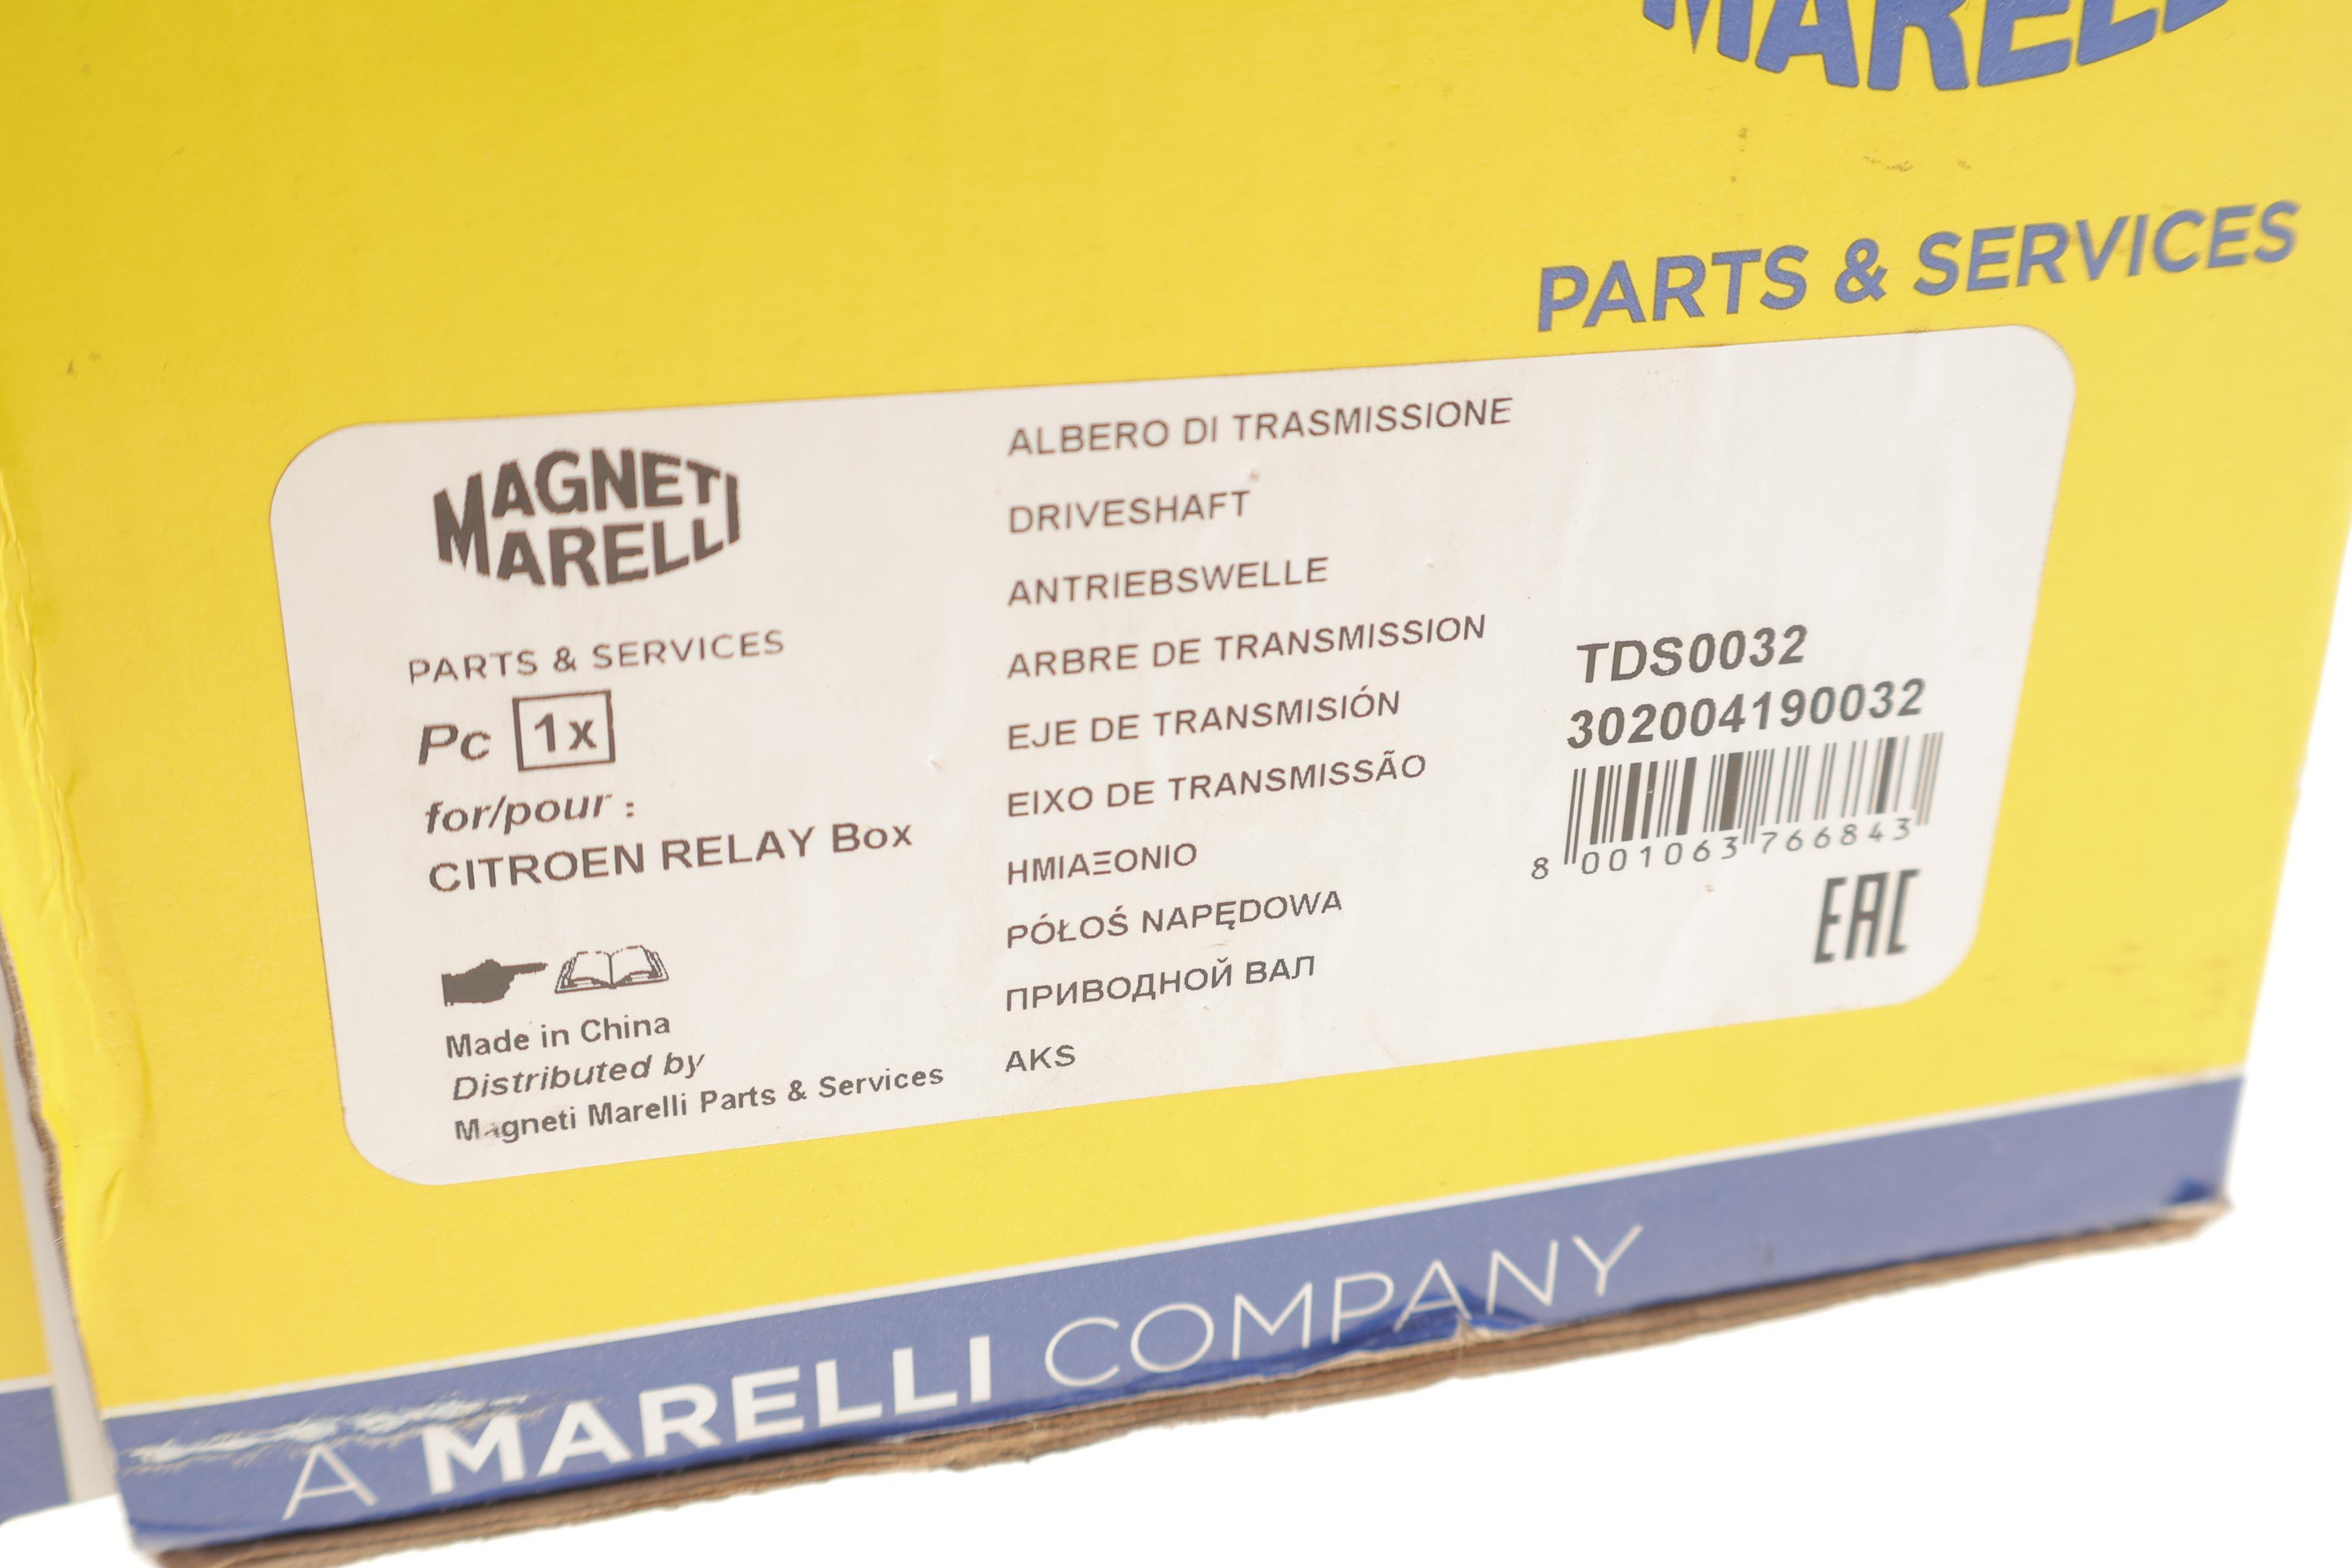 MARELLI
PARTS & SERVICES
MAGNETI
MARELLI
PARTS & SERVICES
Pc 1x
for/pour :
CITROEN RELAY Box
Made in China
Distributed by
Magneti Marelli Parts & Services
ALBERO DI TRASMISSIONE
DRIVESHAFT
ANTRIEBSWELLE
ARBRE DE TRANSMISSION
EJE DE TRANSMISIÓN
EIXO DE TRANSMISSÃO
ΗΜΙΑΞΟΝΙΟ
PÓŁOŚ NAPĘDOWA
ПРИВОДНОЙ ВАЛ
AKS
TDS0032
302004190032
8 001063 766843
EAC
A MARELLI COMPANY